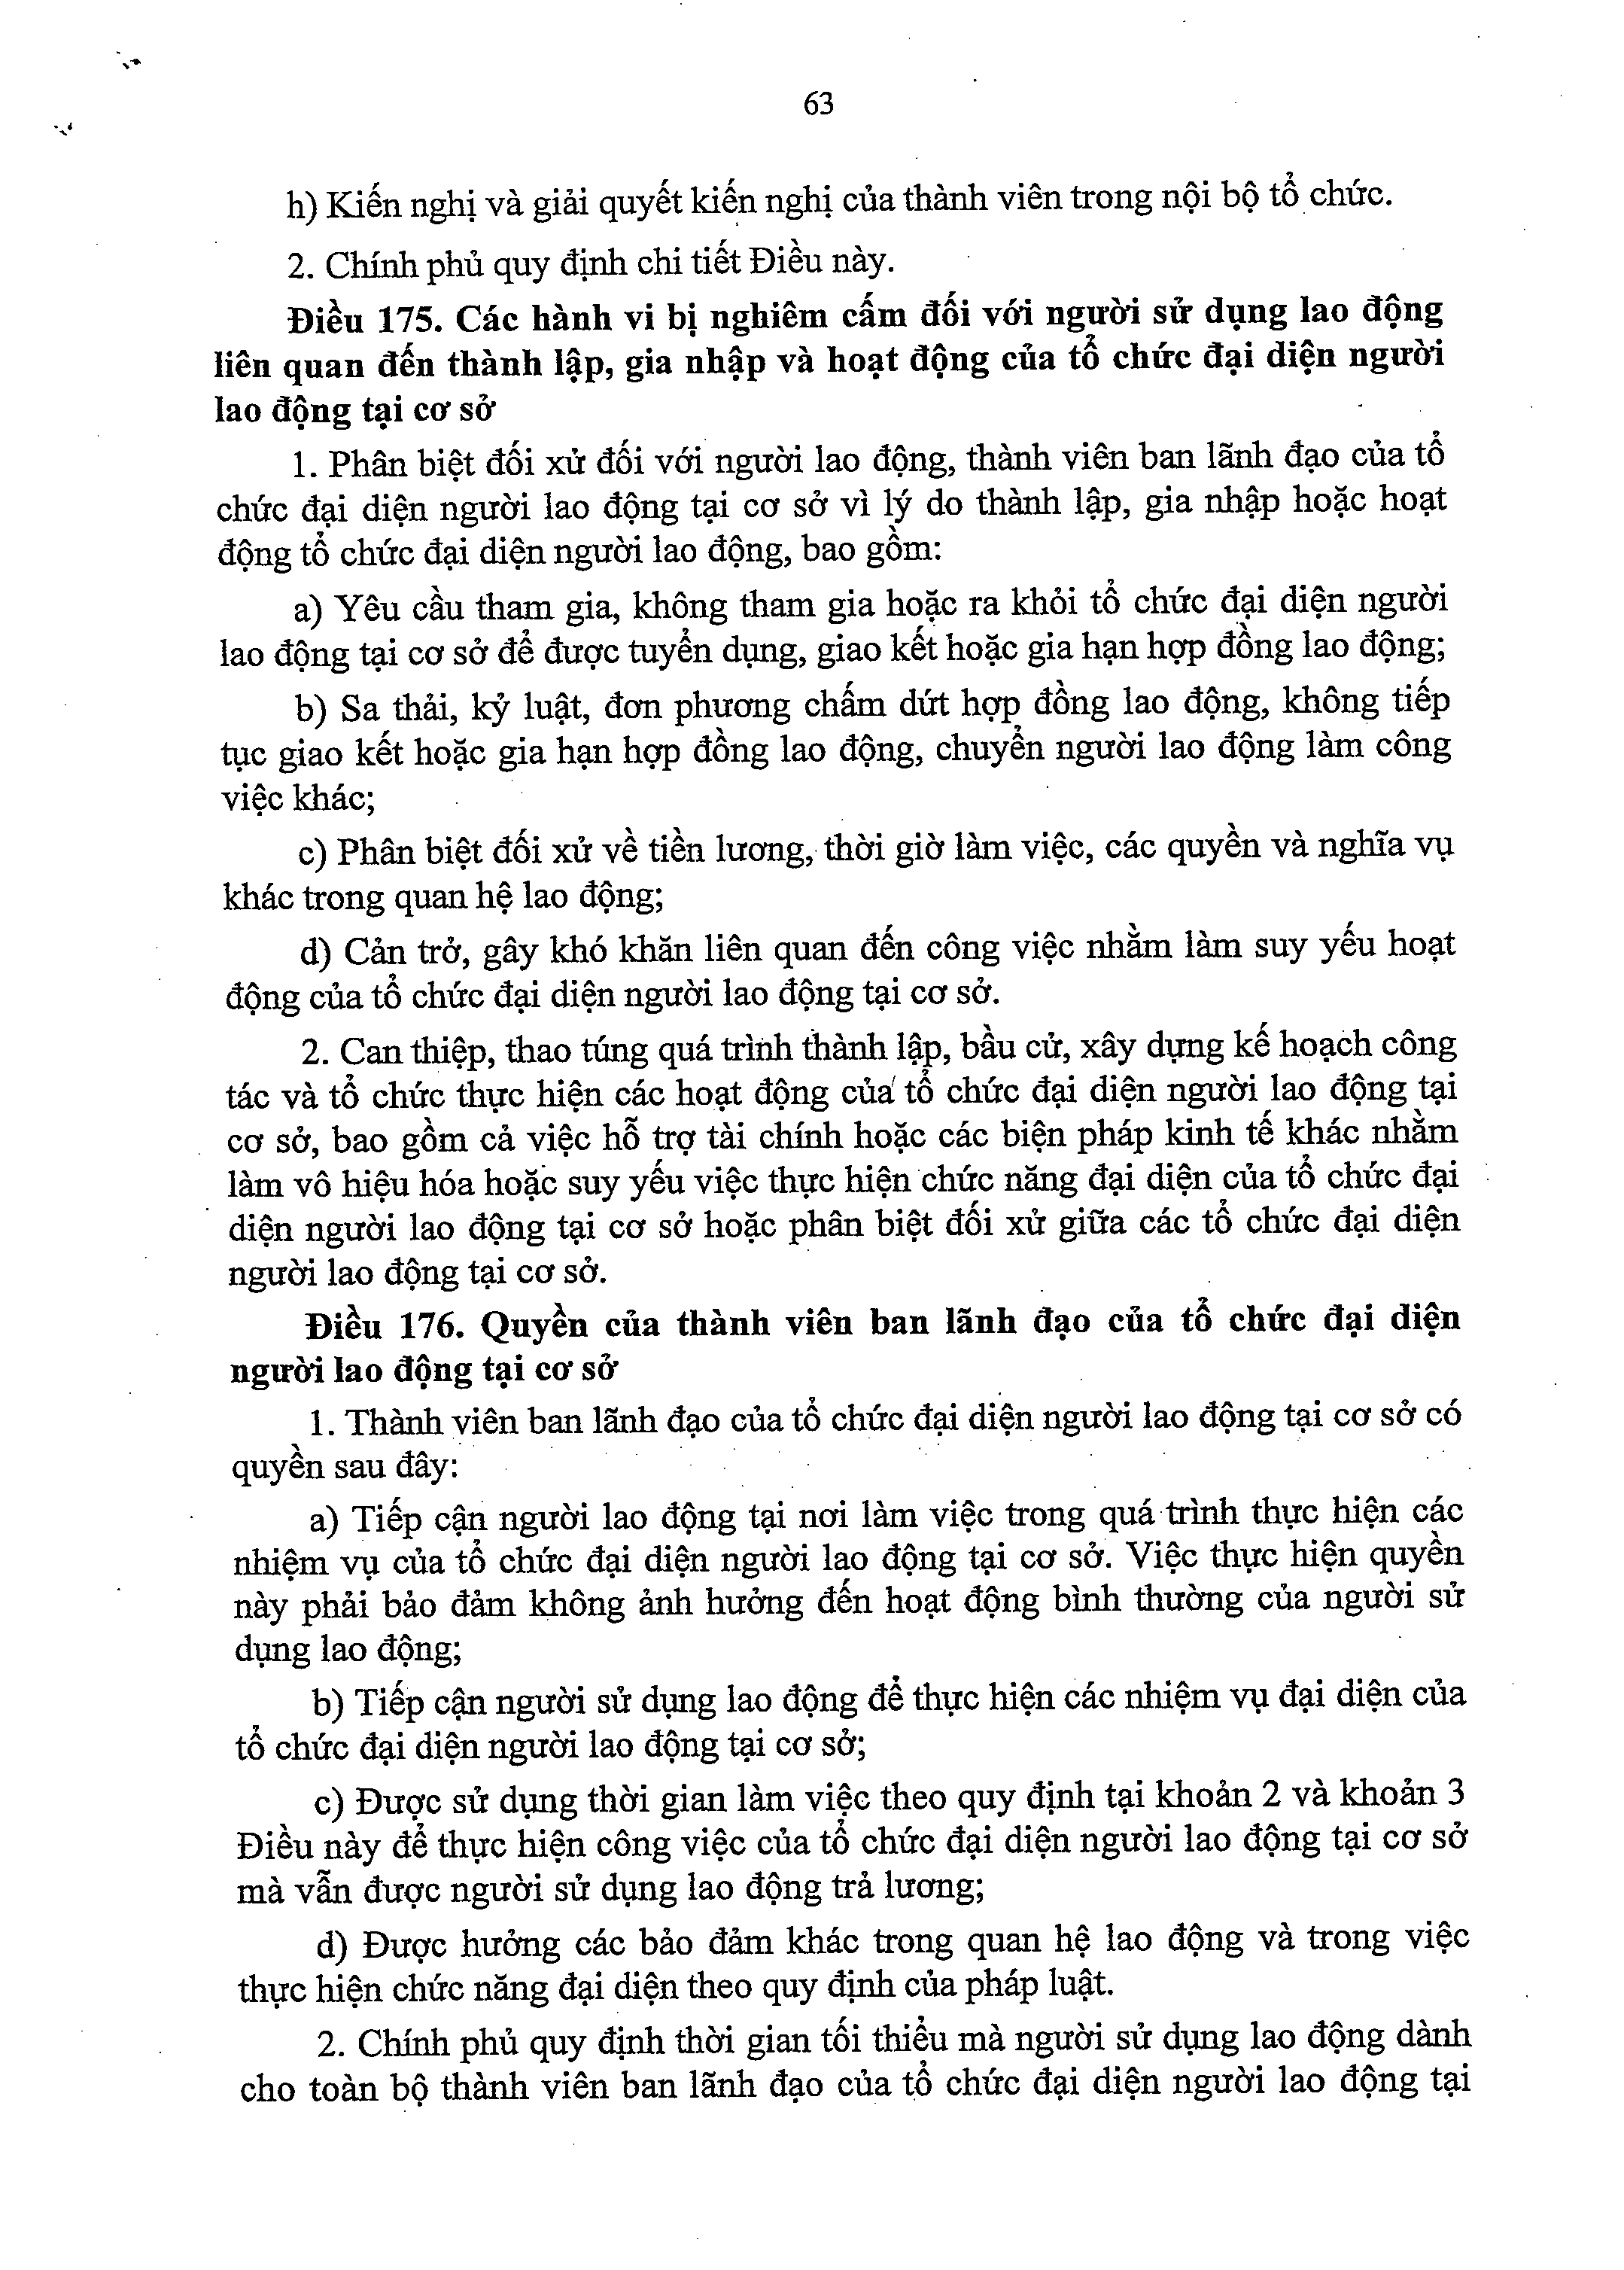 63
h) Kiến nghị và giải quyết kiến nghị của thành viên trong nội bộ tổ chức.
2. Chính phủ quy định chi tiết Điều này.
Điều 175. Các hành vi bị nghiêm cấm đối với người sử dụng lao động
liên quan đến thành lập, gia nhập và hoạt động của tổ chức đại diện người
lao động tại cơ sở
1. Phân biệt đối xử đối với người lao động, thành viên ban lãnh đạo của tổ
chức đại diện người lao động tại cơ sở vì lý do thành lập, gia nhập hoặc hoạt
động tổ chức đại diện người lao động, bao gồm:
a) Yêu cầu tham gia, không tham gia hoặc ra khỏi tổ chức đại diện người
lao động tại cơ sở để được tuyển dụng, giao kết hoặc gia hạn hợp đồng lao động;
b) Sa thải, kỷ luật, đơn phương chấm dứt hợp đồng lao động, không tiếp
tục giao kết hoặc gia hạn hợp đồng lao động, chuyển người lao động làm công
việc khác;
c) Phân biệt đối xử về tiền lương, thời giờ làm việc, các quyền và nghĩa vụ
khác trong quan hệ lao động;
d) Cản trở, gây khó khăn liên quan đến công việc nhằm làm suy yếu hoạt
động của tổ chức đại diện người lao động tại cơ sở.
2. Can thiệp, thao túng quá trình thành lập, bầu cử, xây dựng kế hoạch công
tác và tổ chức thực hiện các hoạt động của tổ chức đại diện người lao động tại
cơ sở, bao gồm cả việc hỗ trợ tài chính hoặc các biện pháp kinh tế khác nhằm
làm vô hiệu hóa hoặc suy yếu việc thực hiện chức năng đại diện của tổ chức đại
diện người lao động tại cơ sở hoặc phân biệt đối xử giữa các tổ chức đại diện
người lao động tại cơ sở.
Điều 176. Quyền của thành viên ban lãnh đạo của tổ chức đại diện
người lao động tại cơ sở
1. Thành viên ban lãnh đạo của tổ chức đại diện người lao động tại cơ sở có
quyền sau đây:
a) Tiếp cận người lao động tại nơi làm việc trong quá trình thực hiện các
nhiệm vụ của tổ chức đại diện người lao động tại cơ sở. Việc thực hiện quyền
này phải bảo đảm không ảnh hưởng đến hoạt động bình thường của người sử
dụng lao động;
b) Tiếp cận người sử dụng lao động để thực hiện các nhiệm vụ đại diện của
tổ chức đại diện người lao động tại cơ sở;
c) Được sử dụng thời gian làm việc theo quy định tại khoản 2 và khoản 3
Điều này để thực hiện công việc của tổ chức đại diện người lao động tại cơ sở
mà vẫn được người sử dụng lao động trả lương;
d) Được hưởng các bảo đảm khác trong quan hệ lao động và trong việc
thực hiện chức năng đại diện theo quy định của pháp luật.
2. Chính phủ quy định thời gian tối thiểu mà người sử dụng lao động dành
cho toàn bộ thành viên ban lãnh đạo của tổ chức đại diện người lao động tại